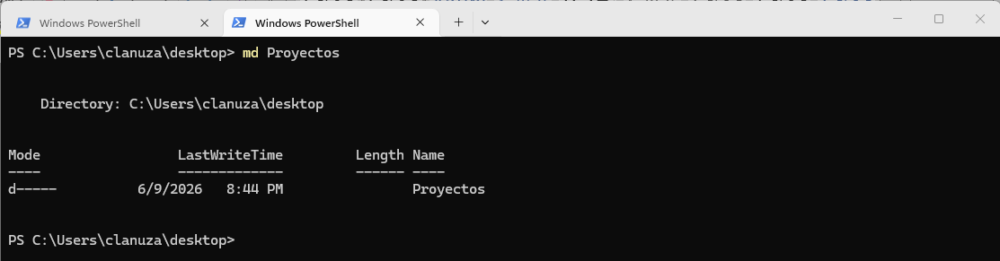 Windows PowerShell
Windows PowerShell
PS C:\Users\clanuza\desktop> md Proyectos
Directory: C:\Users\clanuza\desktop
Mode                 LastWriteTime         Length Name
----                 -------------         ------ ----
d-----          6/9/2026   8:44 PM                Proyectos
PS C:\Users\clanuza\desktop>